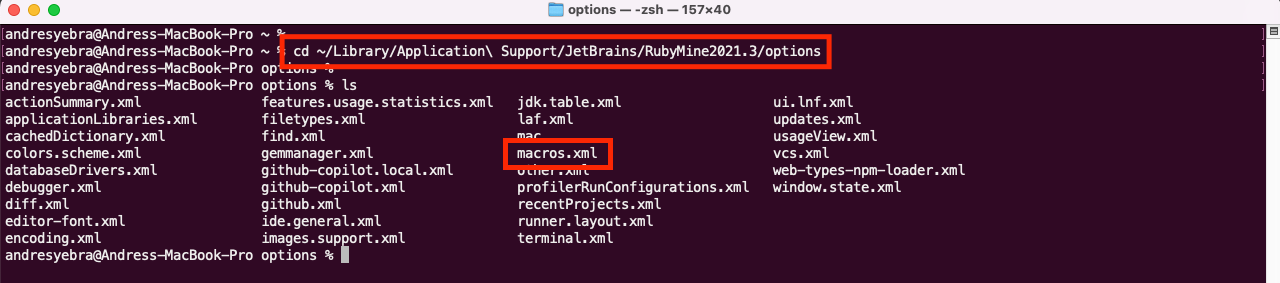 options — -zsh — 157×40
[andresyebra@Andress-MacBook-Pro ~ %
[andresyebra@Andress-MacBook-Pro ~ % cd ~/Library/Application\ Support/JetBrains/RubyMine2021.3/options
[andresyebra@Andress-MacBook-Pro options %
[andresyebra@Andress-MacBook-Pro options % ls
actionSummary.xml features.usage.statistics.xml jdk.table.xml ui.lnf.xml
applicationLibraries.xml filetypes.xml laf.xml updates.xml
cachedDictionary.xml find.xml mac usageView.xml
colors.scheme.xml gemmanager.xml macros.xml vcs.xml
databaseDrivers.xml github-copilot.local.xml other.xml web-types-npm-loader.xml
debugger.xml github-copilot.xml profilerRunConfigurations.xml window.state.xml
diff.xml github.xml recentProjects.xml
editor-font.xml ide.general.xml runner.layout.xml
encoding.xml images.support.xml terminal.xml
andresyebra@Andress-MacBook-Pro options %